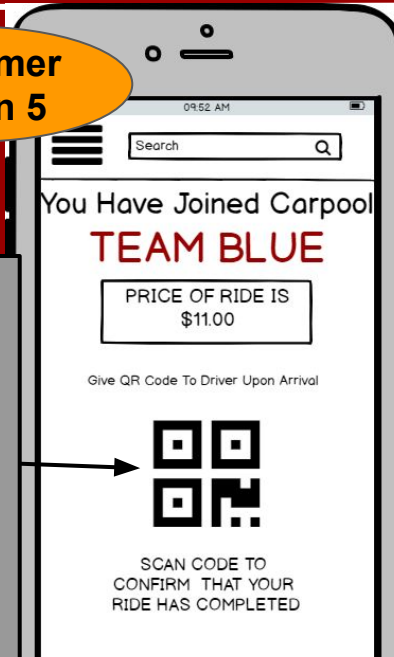 5
09:52 AM
Search
You Have Joined Carpool
TEAM BLUE
PRICE OF RIDE IS
$11.00
Give QR Code To Driver Upon Arrival
SCAN CODE TO
CONFIRM THAT YOUR
RIDE HAS COMPLETED